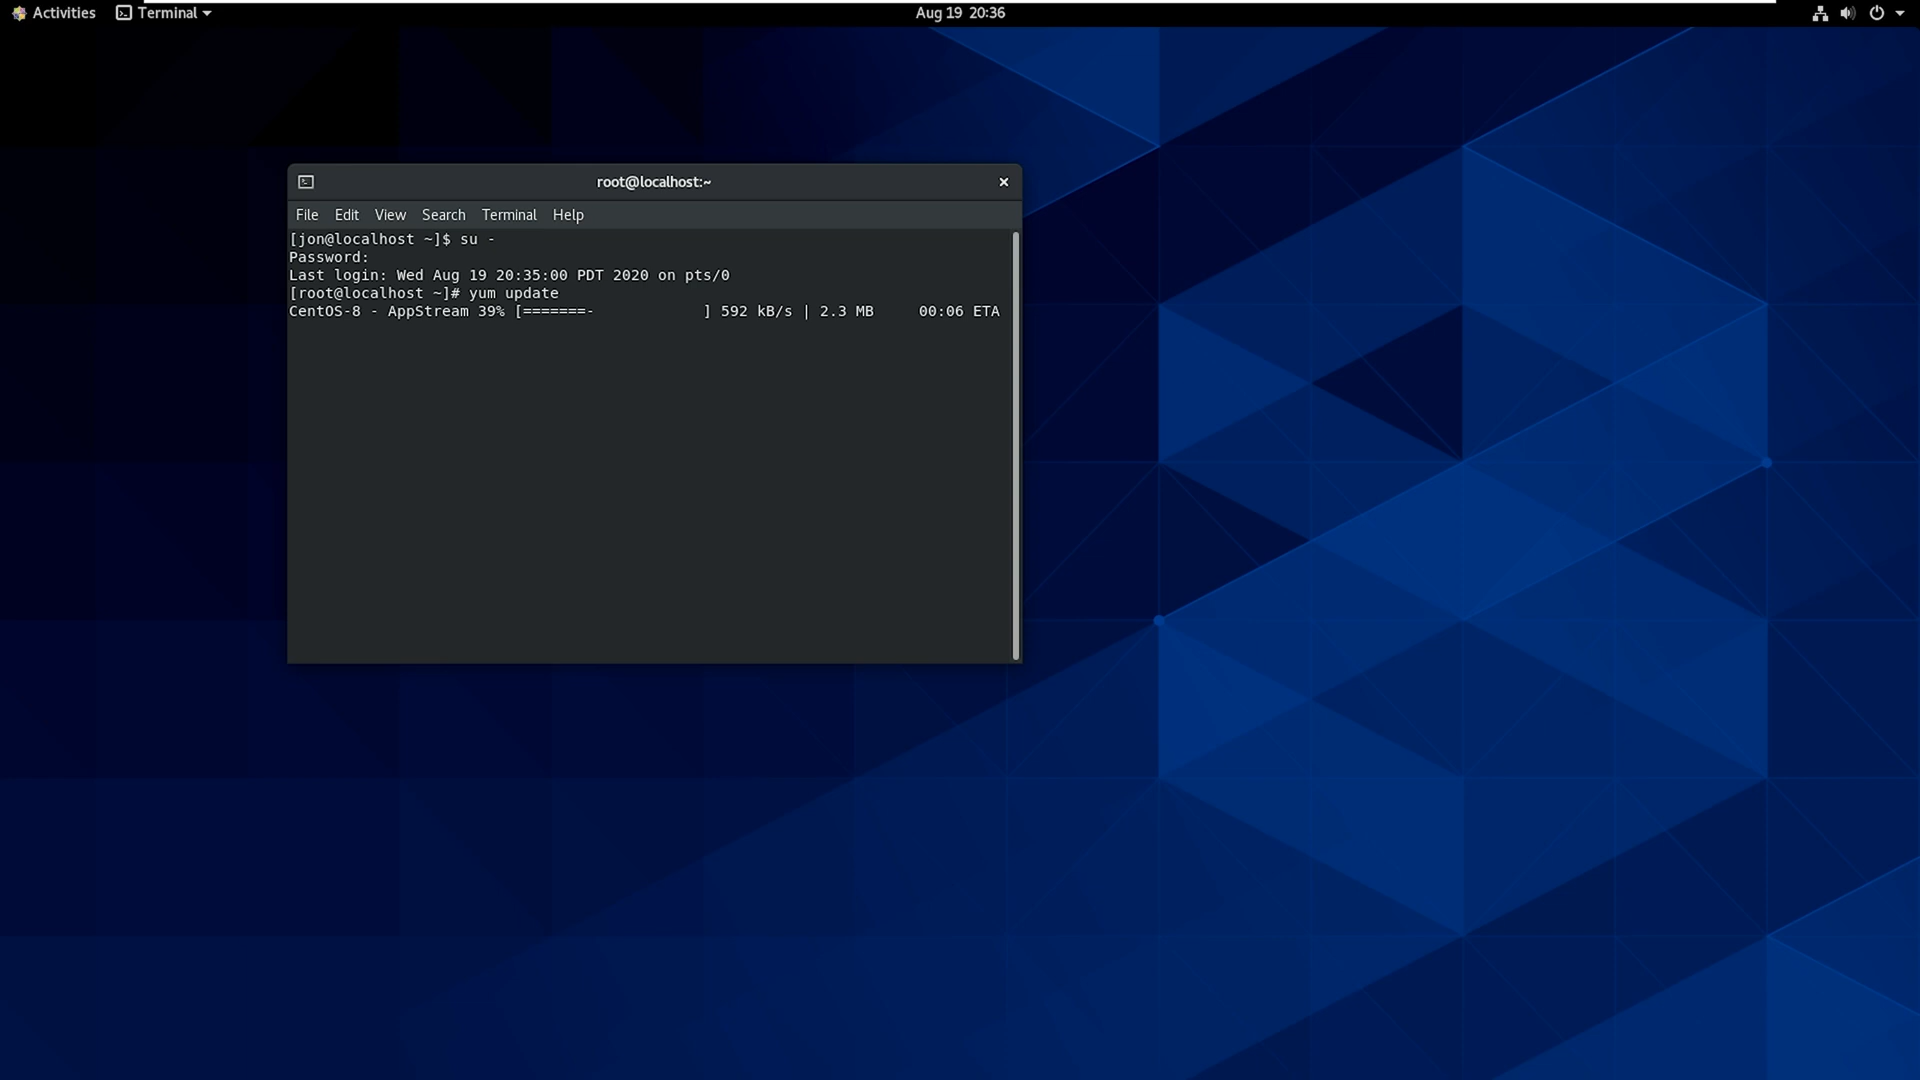 Activities Terminal Aug 19 20:36
root@localhost:~
File Edit View Search Terminal Help
[jon@localhost ~]$ su -
Password:
Last login: Wed Aug 19 20:35:00 PDT 2020 on pts/0
[root@localhost ~]# yum update
CentOS-8 - AppStream 39% [=======-             ] 592 kB/s | 2.3 MB     00:06 ETA